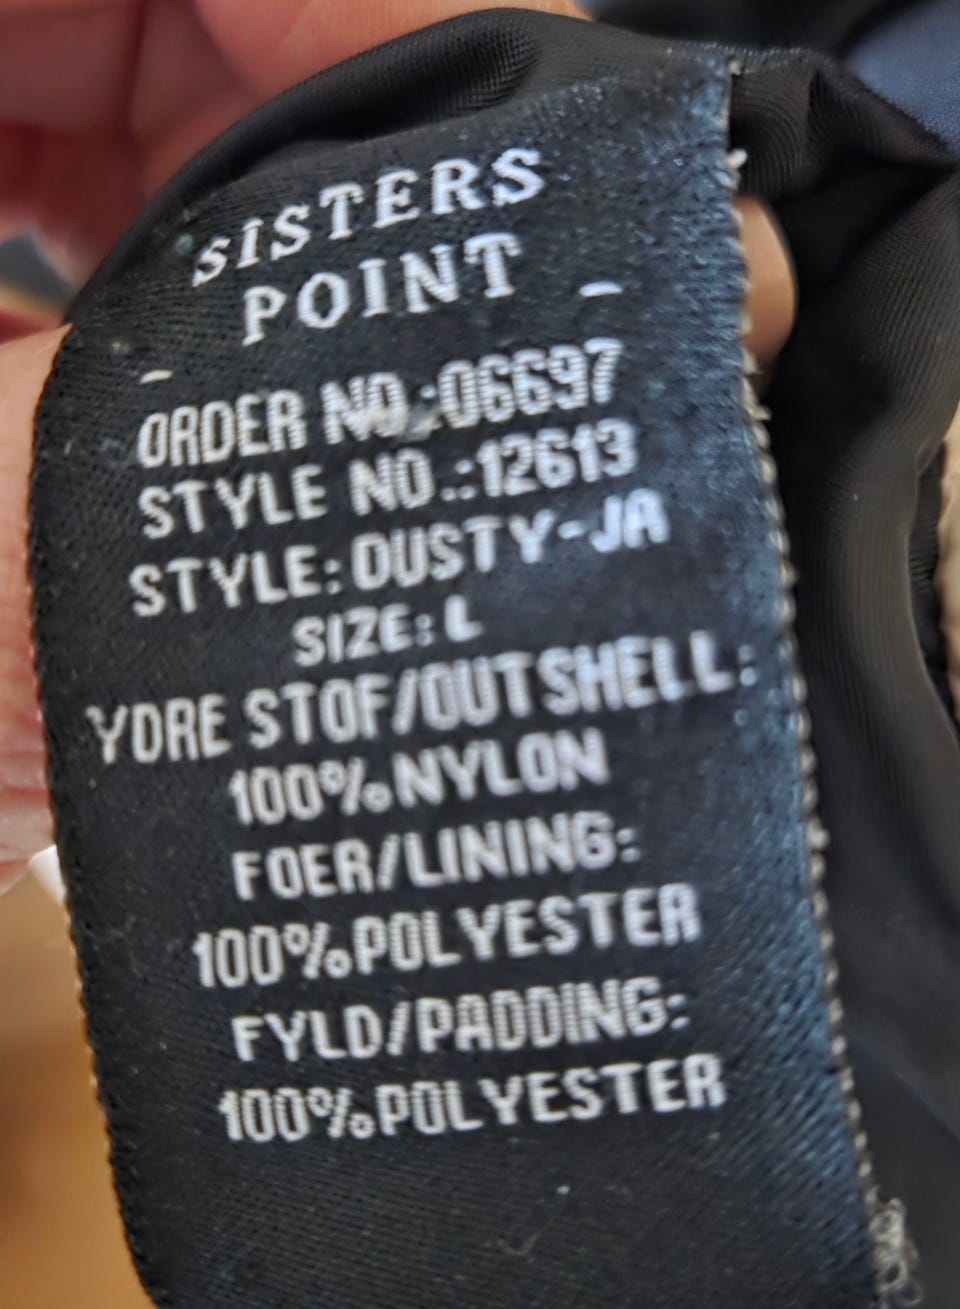 SISTERS
POINT
ORDER NO.:06697
STYLE NO.:12613
STYLE:DUSTY-JA
SIZE:L
YDRE STOF/OUTSHELL:
100%NYLON
FOER/LINING:
100%POLYESTER
FYLD/PADDING:
100%POLYESTER